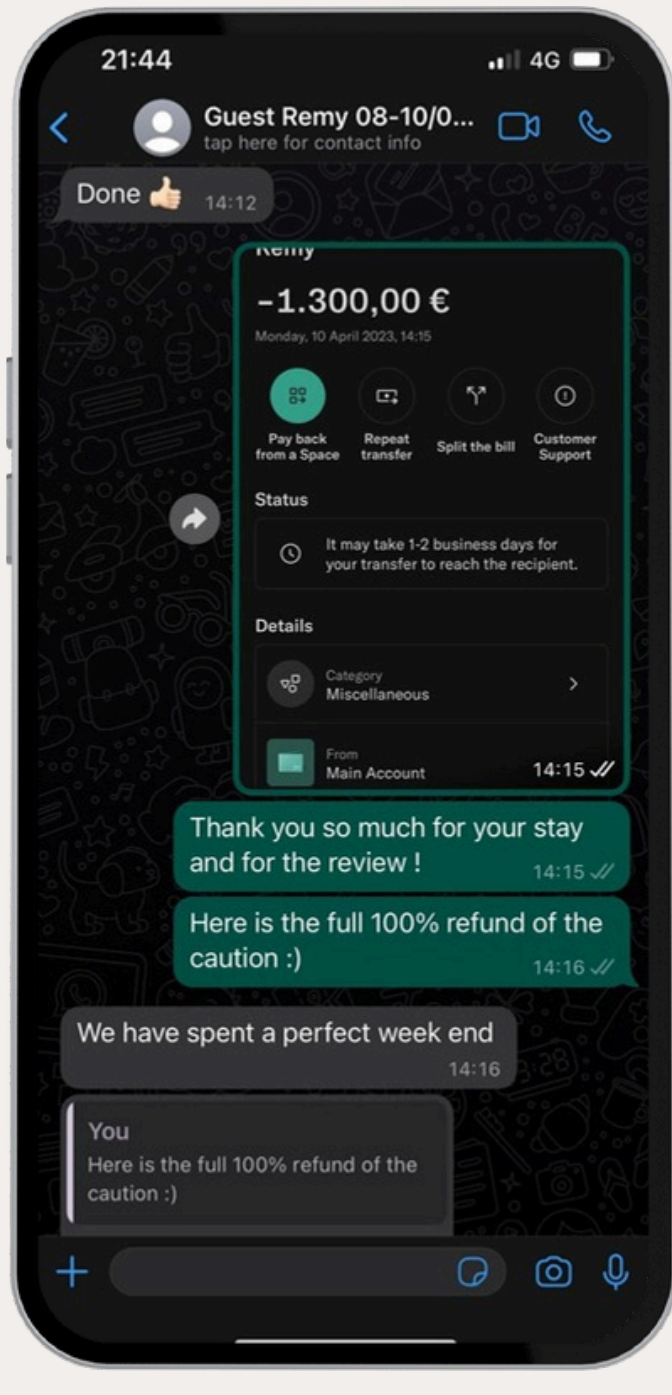 21:44
4G
Guest Remy 08-10/0...
tap here for contact info
Done 👍🏻 14:12
Remy
-1.300,00 €
Monday, 10 April 2023, 14:15
Pay back
from a Space
Repeat
transfer
Split the bill
Customer
Support
Status
It may take 1-2 business days for
your transfer to reach the recipient.
Details
Category
Miscellaneous
From
Main Account
14:15
Thank you so much for your stay
and for the review !
14:15
Here is the full 100% refund of the
caution :)
14:16
We have spent a perfect week end
14:16
You
Here is the full 100% refund of the
caution :)